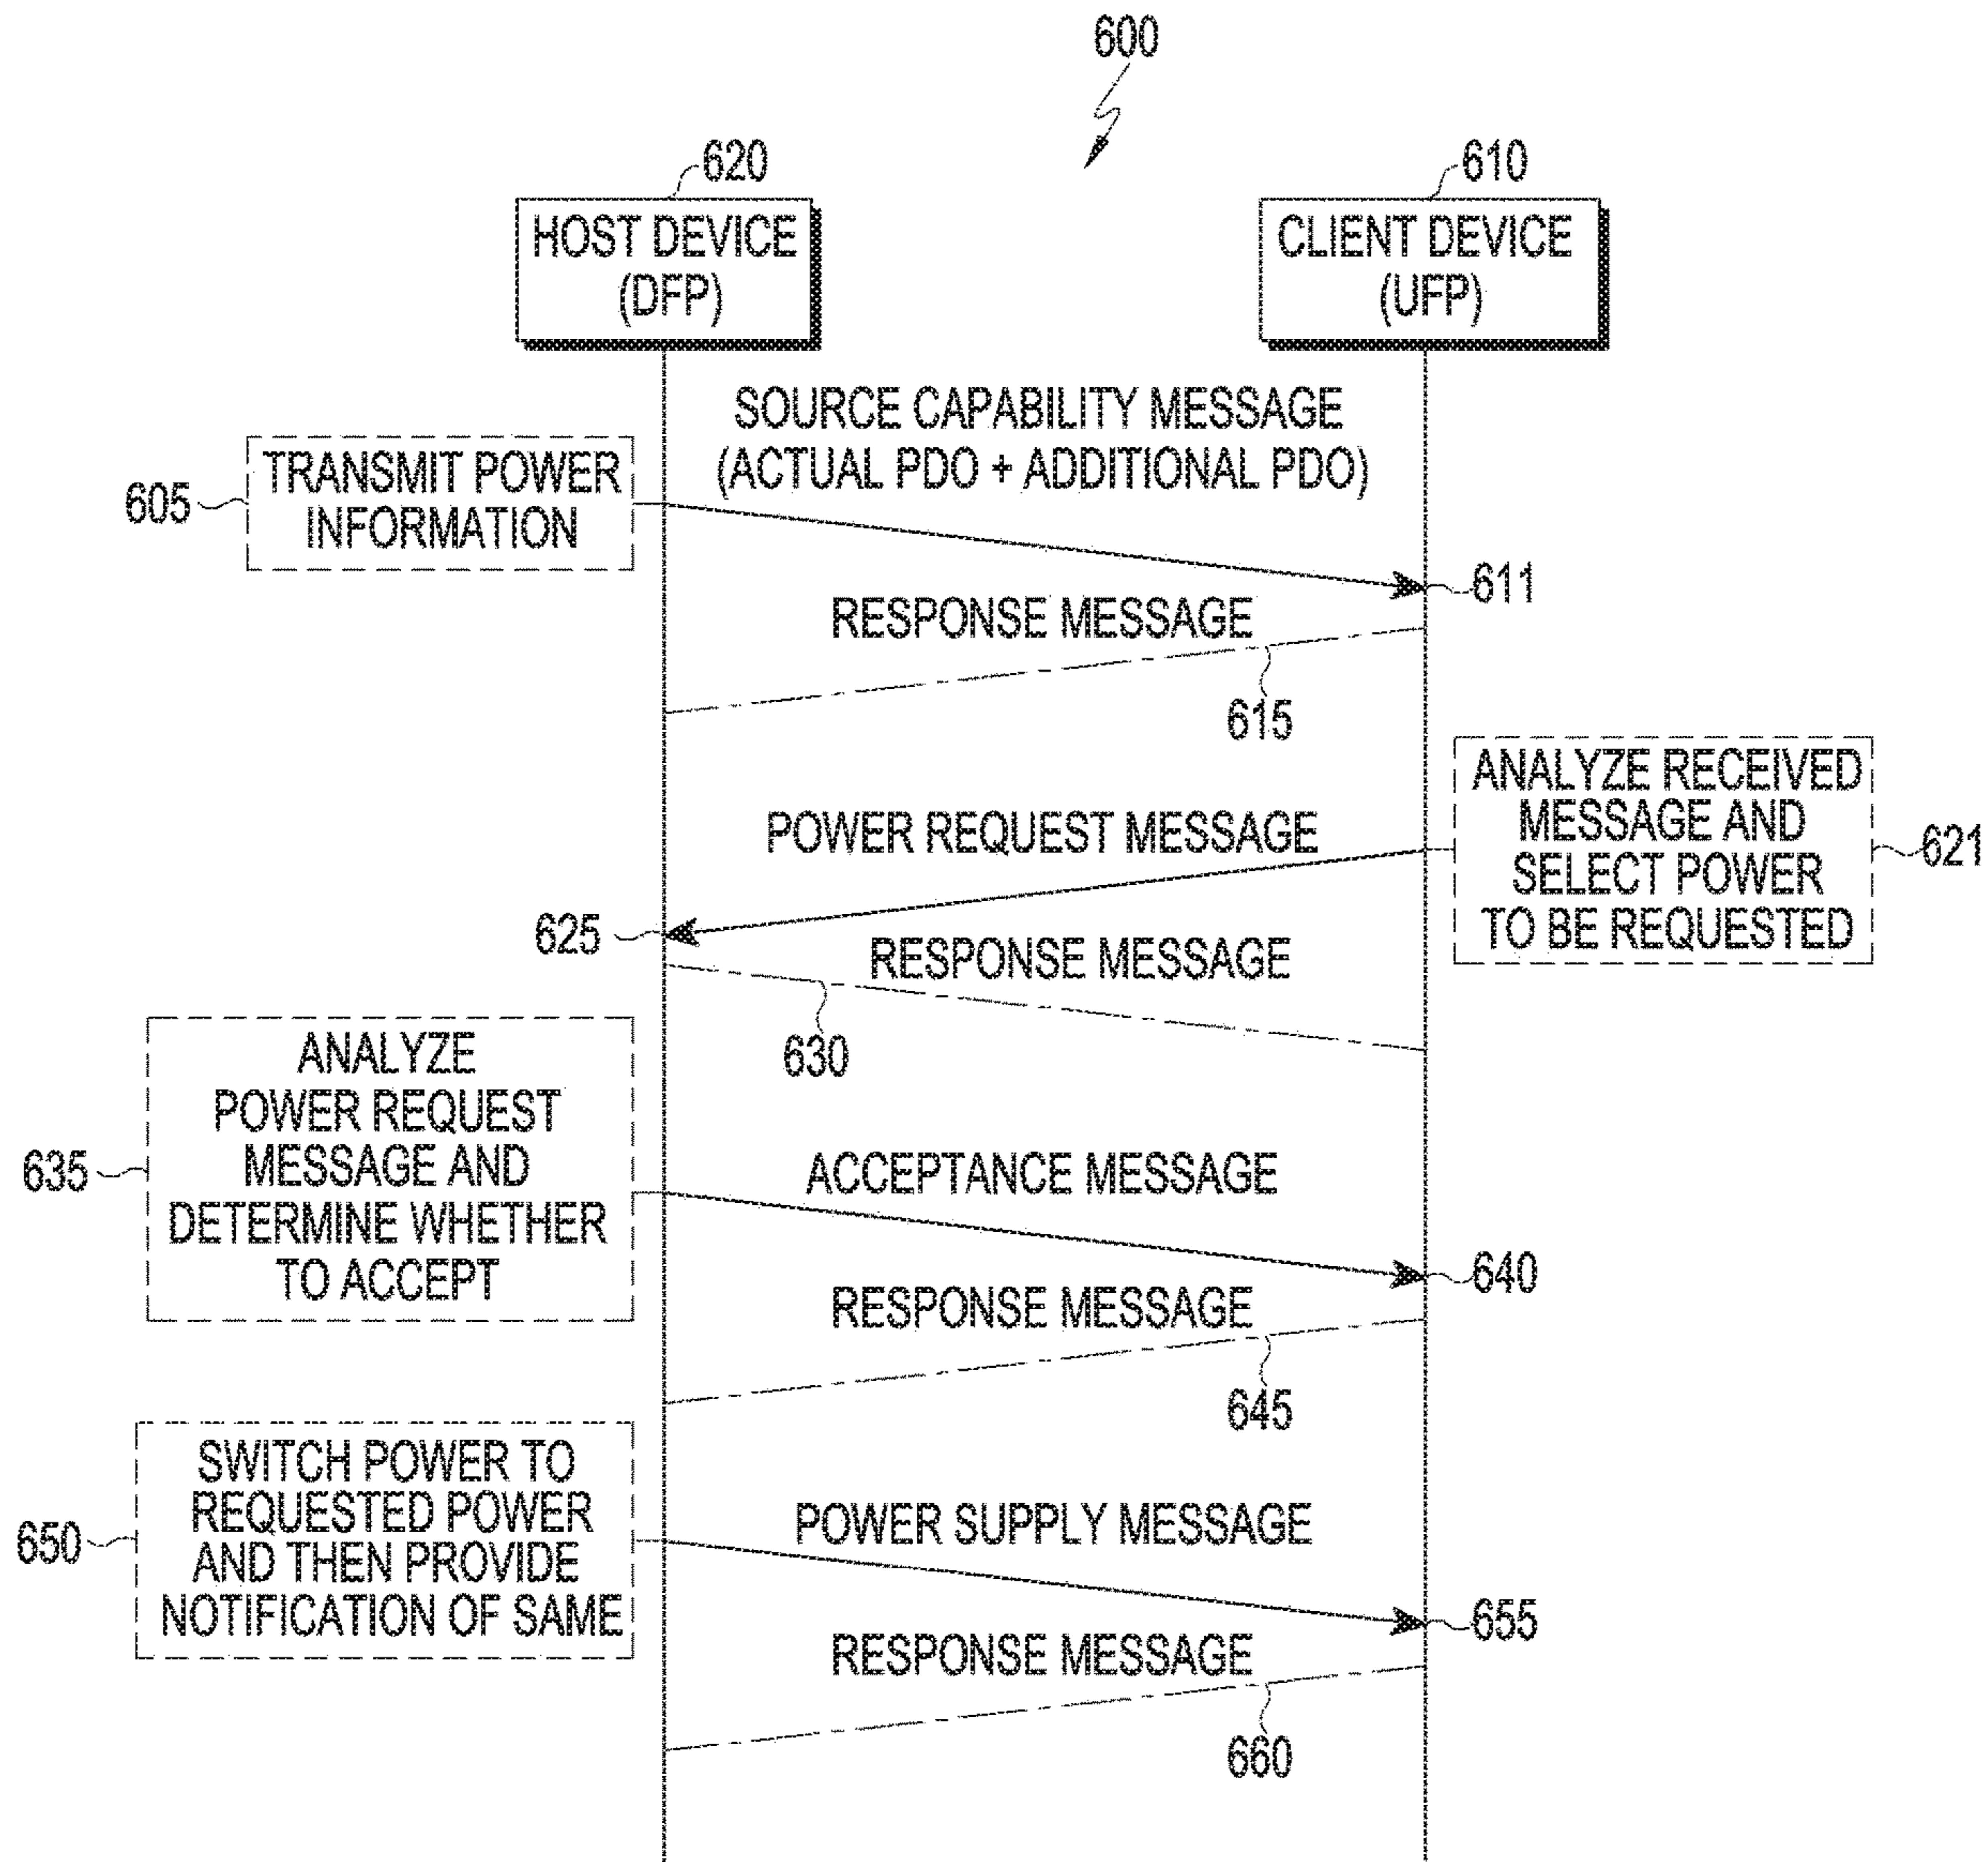 600
620
610
HOST DEVICE
(DFP)
CLIENT DEVICE
(UFP)
SOURCE CAPABILITY MESSAGE
(ACTUAL PDO + ADDITIONAL PDO)
605
TRANSMIT POWER
INFORMATION
611
RESPONSE MESSAGE
615
ANALYZE RECEIVED
MESSAGE AND
SELECT POWER
TO BE REQUESTED
621
POWER REQUEST MESSAGE
625
RESPONSE MESSAGE
630
635
ANALYZE
POWER REQUEST
MESSAGE AND
DETERMINE WHETHER
TO ACCEPT
ACCEPTANCE MESSAGE
640
RESPONSE MESSAGE
645
650
SWITCH POWER TO
REQUESTED POWER
AND THEN PROVIDE
NOTIFICATION OF SAME
POWER SUPPLY MESSAGE
655
RESPONSE MESSAGE
660